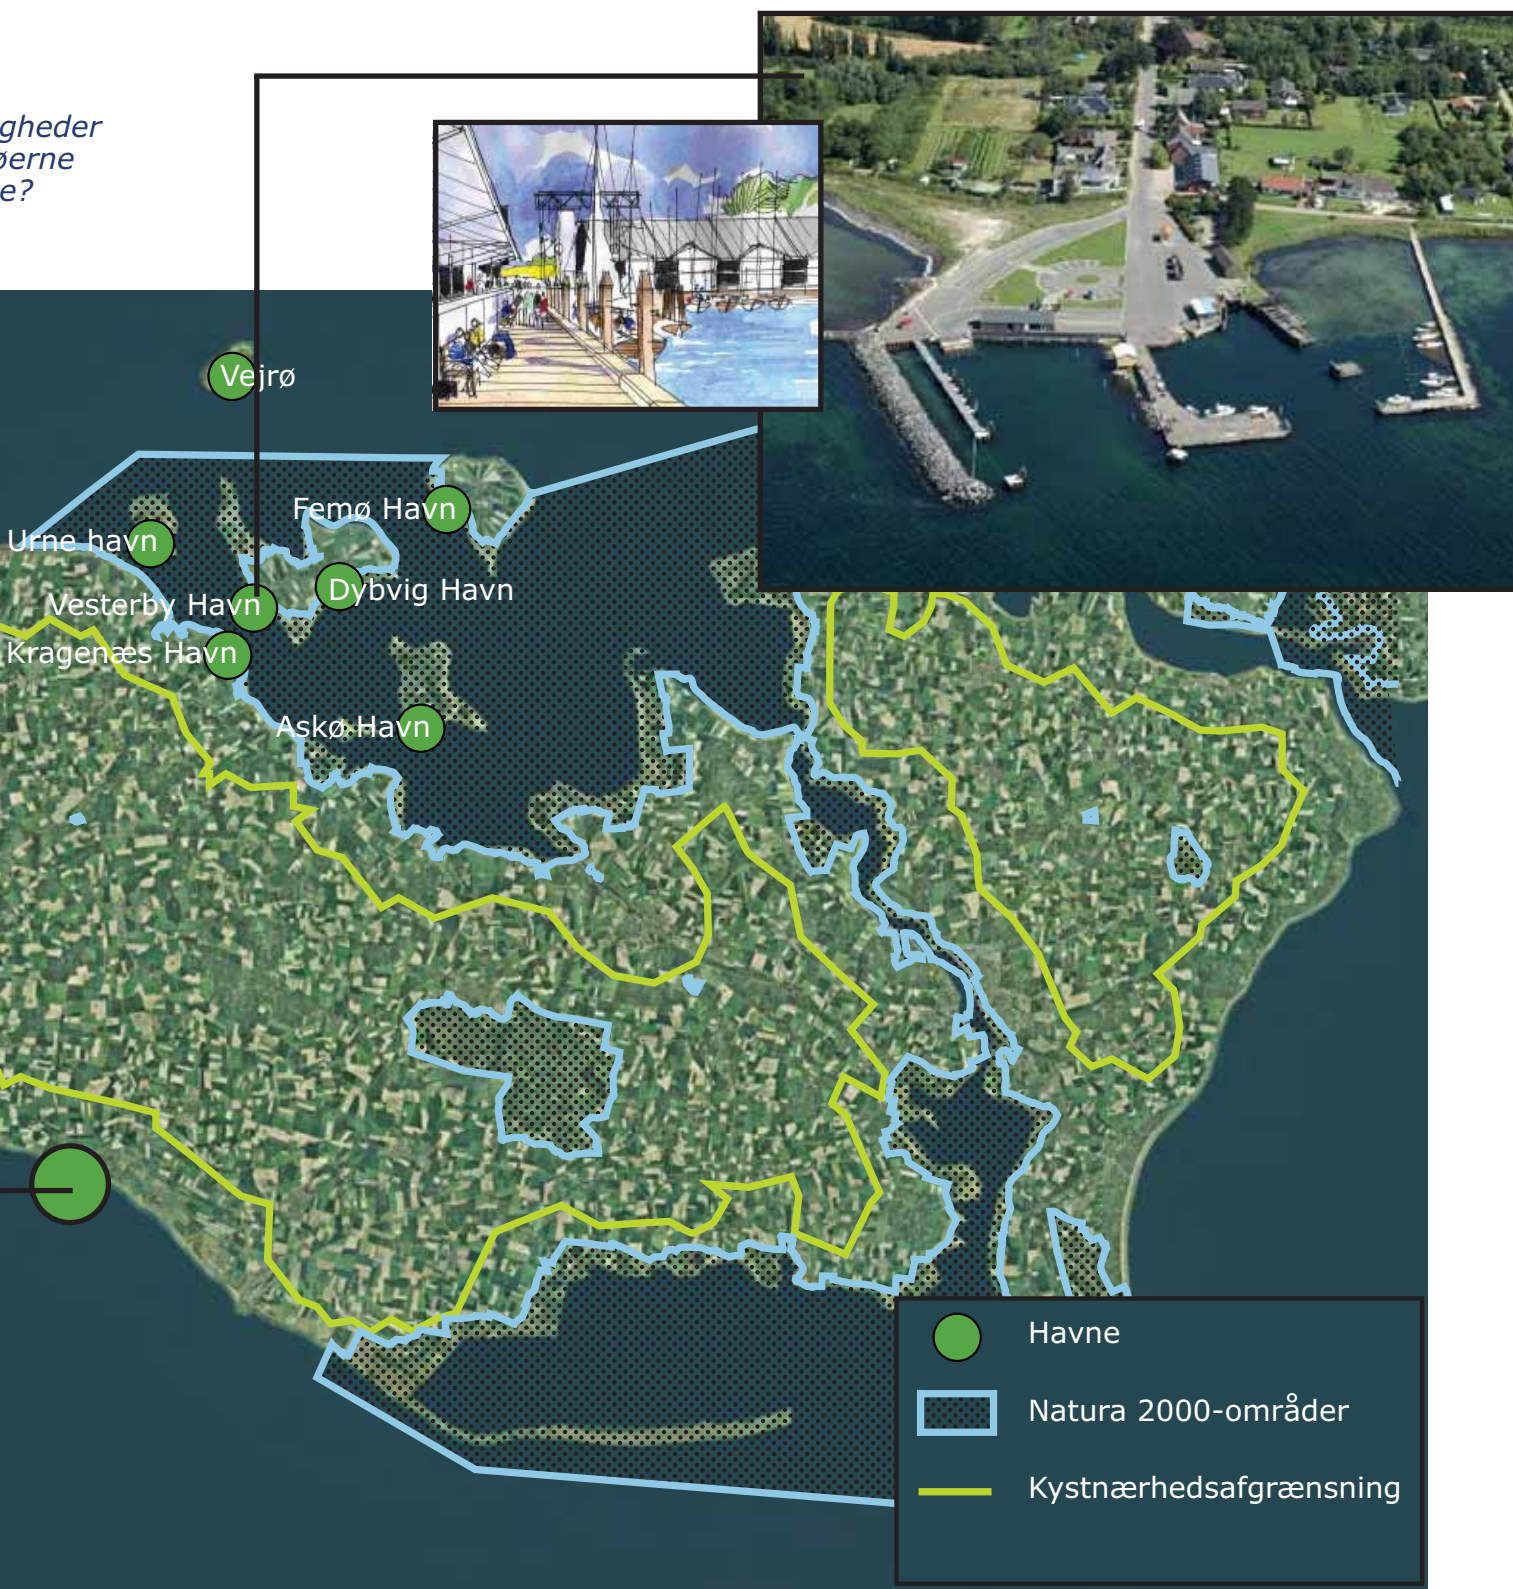 gheder
øerne
e?
Vejrø
Femø Havn
Urne havn
Dybvig Havn
Vesterby Havn
Kragenæs Havn
Askø Havn
Havne
Natura 2000-områder
Kystnærhedsafgrænsning